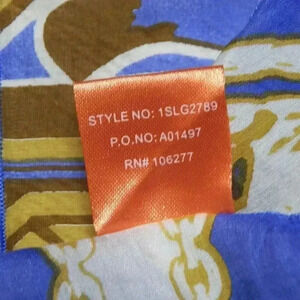 STYLE NO: 1SLG2789
P.O.NO: A01497
RN# 106277